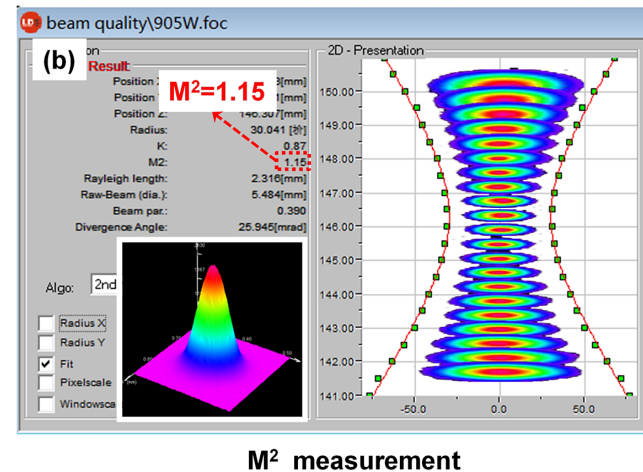 LDS beam quality\905W.foc
(b)
Result
2D - Presentation
M²=1.15
Position
Position
Position Z: 146.307[mm]
Radius: 30.041
K: 0.87
M2: 1.15
Rayleigh length: 2.316[mm]
Raw-Beam (dia.): 5.484[mm]
Beam par.: 0.390
Divergence Angle: 25.945[mrad]
Algo: 2nd
Radius X
Radius Y
Fit
Pixelscale
Windowsca
150.00
149.00
148.00
147.00
146.00
145.00
144.00
143.00
142.00
141.00
-50.0 0.0 50.0
M² measurement